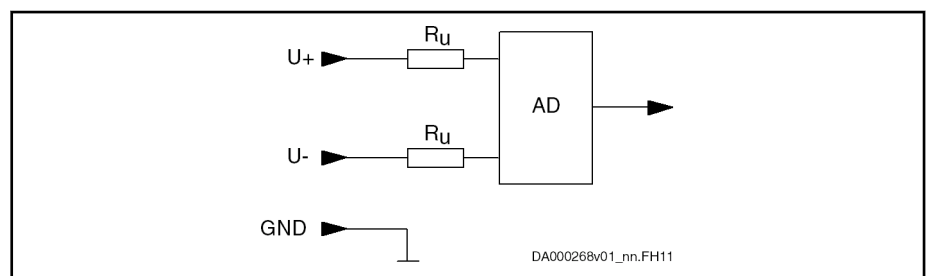 Ru
U+
AD
Ru
U-
GND
DA000268v01_nn.FH11